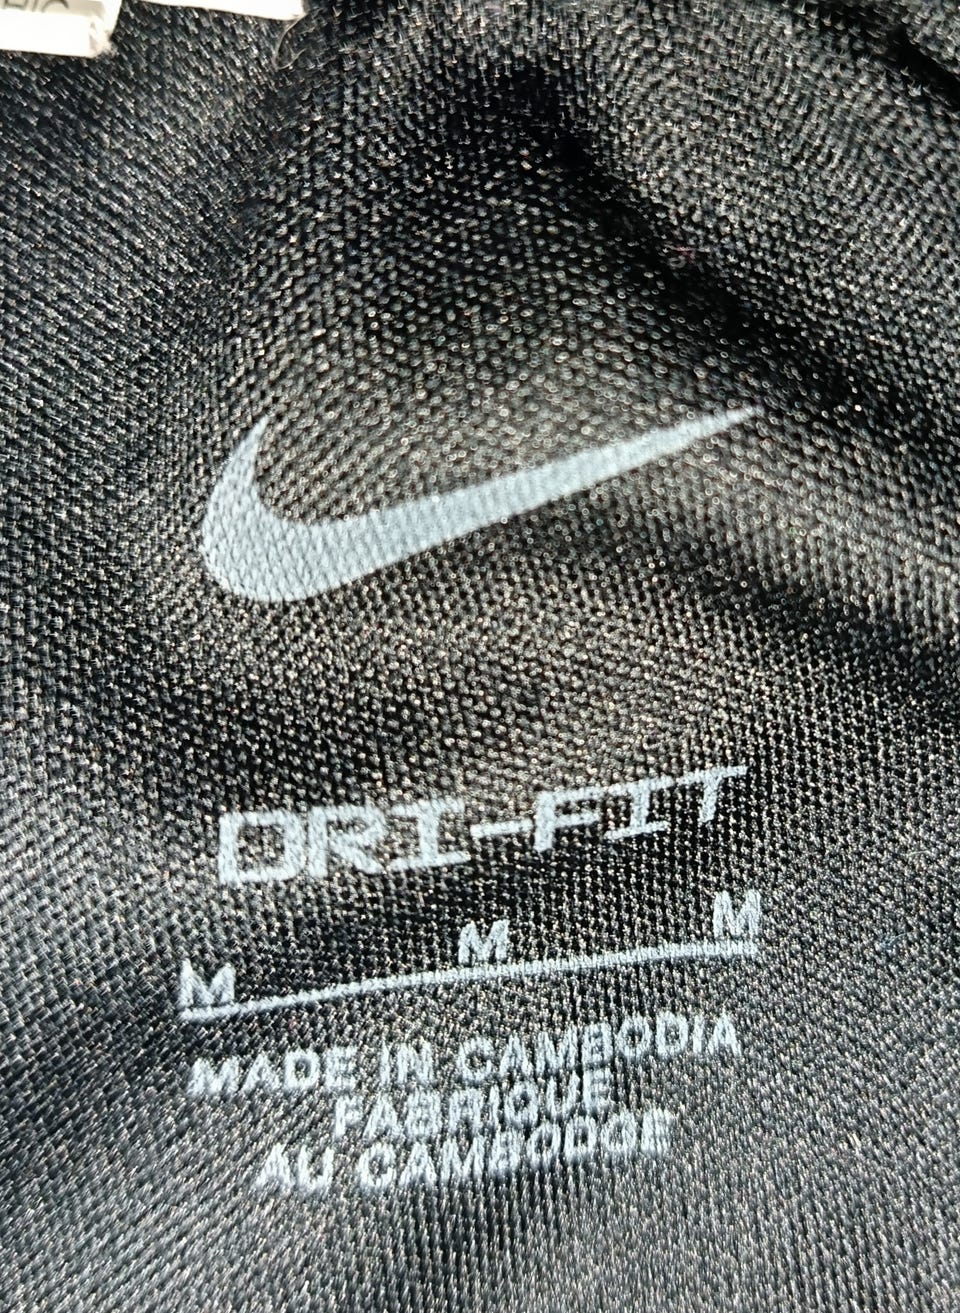 DRI-FIT
M M M
MADE IN CAMBODIA
FABRIQUE
AU CAMBODGE